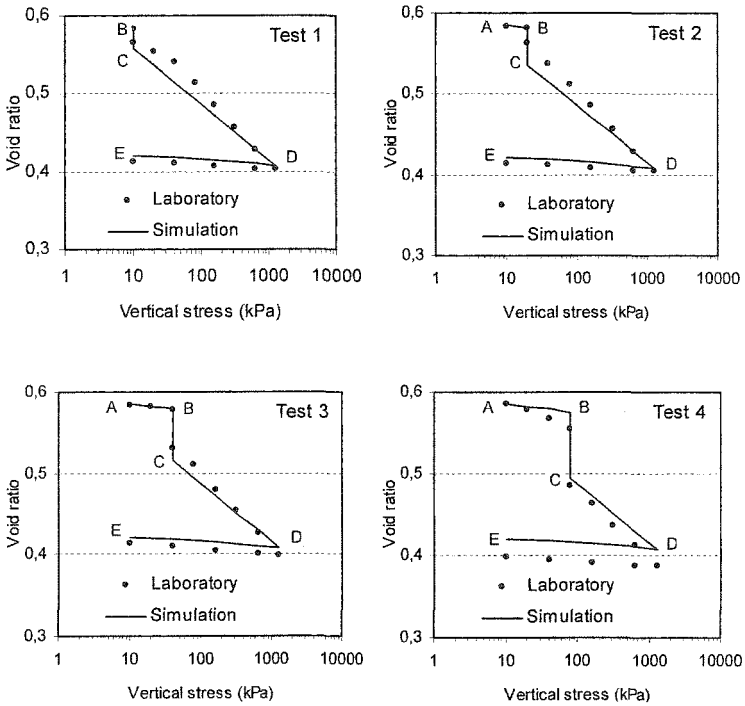 0,6
B
Test 1
C
0,5
Void ratio
E
D
0,4
Laboratory
Simulation
0,3
1 10 100 1000 10000
Vertical stress (kPa)
0,6
A B
Test 2
C
0,5
Void ratio
E
D
0,4
Laboratory
Simulation
0,3
1 10 100 1000 10000
Vertical stress (kPa)
0,6
A B
Test 3
0,5
C
Void ratio
E
D
0,4
Laboratory
Simulation
0,3
1 10 100 1000 10000
Vertical stress (kPa)
0,6
A B
Test 4
0,5
C
Void ratio
E
D
0,4
Laboratory
Simulation
0,3
1 10 100 1000 10000
Vertical stress (kPa)